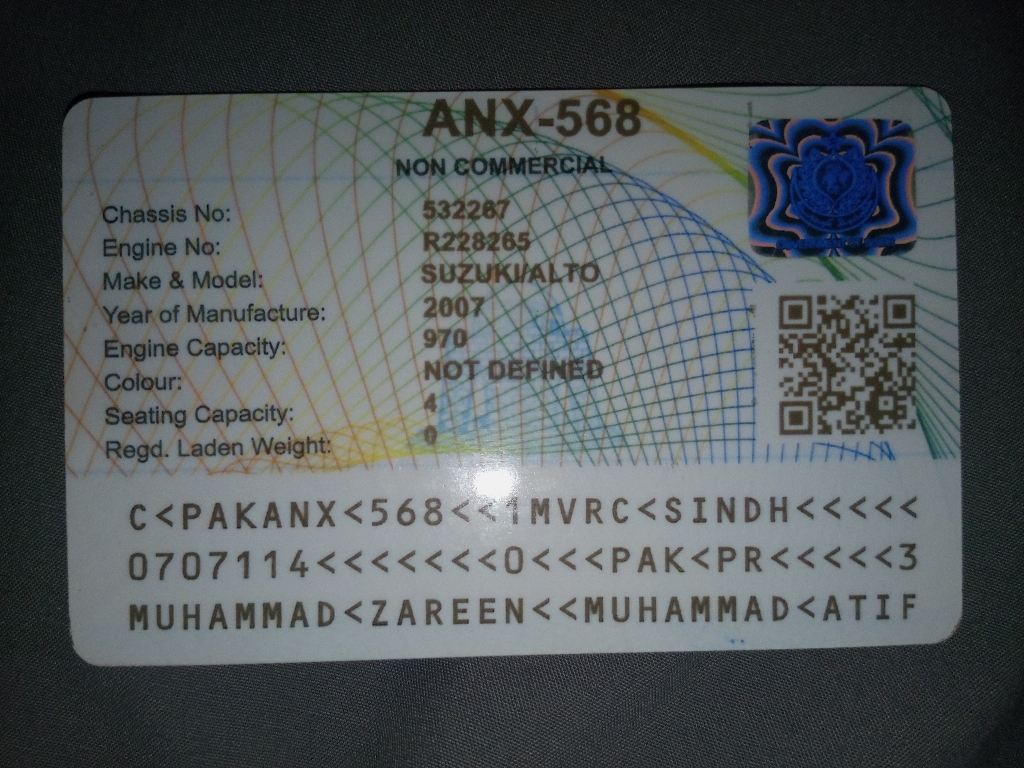 ANX-568
NON COMMERCIAL
Chassis No: 532267
Engine No: R228265
Make & Model: SUZUKI/ALTO
Year of Manufacture: 2007
Engine Capacity: 970
Colour: NOT DEFINED
Seating Capacity: 4
Regd. Laden Weight: 0
C<PAKANX<568<<1MVRC<SINDH<<<<<
0707114<<<<<<<0<<<PAK<PR<<<<<3
MUHAMMAD<ZAREEN<<MUHAMMAD<ATIF